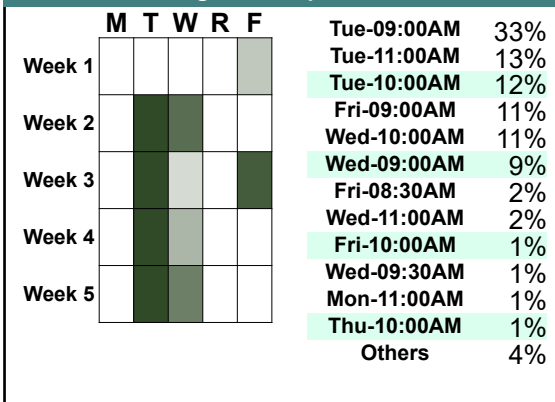 M T W R F
Week 1
Week 2
Week 3
Week 4
Week 5
Tue-09:00AM 33%
Tue-11:00AM 13%
Tue-10:00AM 12%
Fri-09:00AM 11%
Wed-10:00AM 11%
Wed-09:00AM 9%
Fri-08:30AM 2%
Wed-11:00AM 2%
Fri-10:00AM 1%
Wed-09:30AM 1%
Mon-11:00AM 1%
Thu-10:00AM 1%
Others 4%